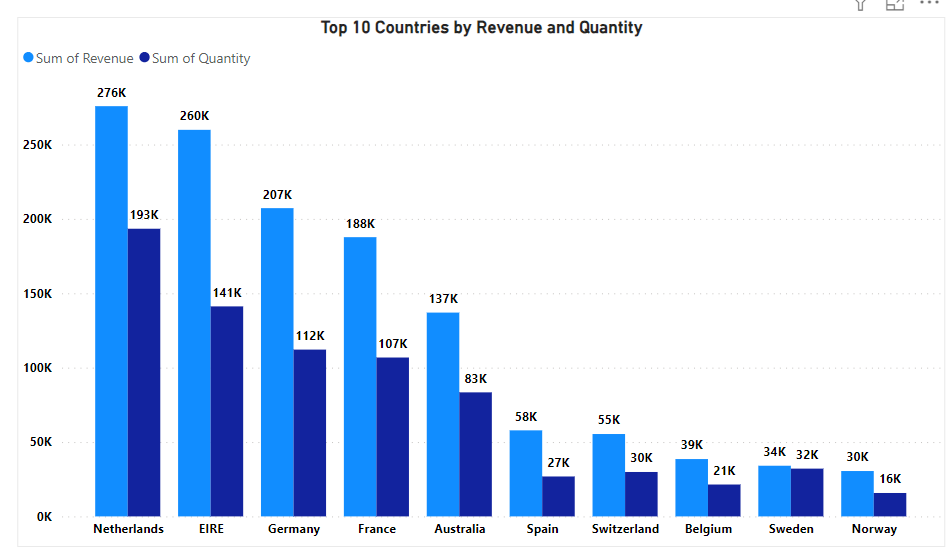 Top 10 Countries by Revenue and Quantity
Sum of Revenue Sum of Quantity
276K
260K
250K
207K
200K
193K
188K
150K
141K
137K
112K
107K
100K
83K
58K
55K
50K
39K
34K
32K
30K
30K
27K
21K
16K
0K
Netherlands EIRE Germany France Australia Spain Switzerland Belgium Sweden Norway